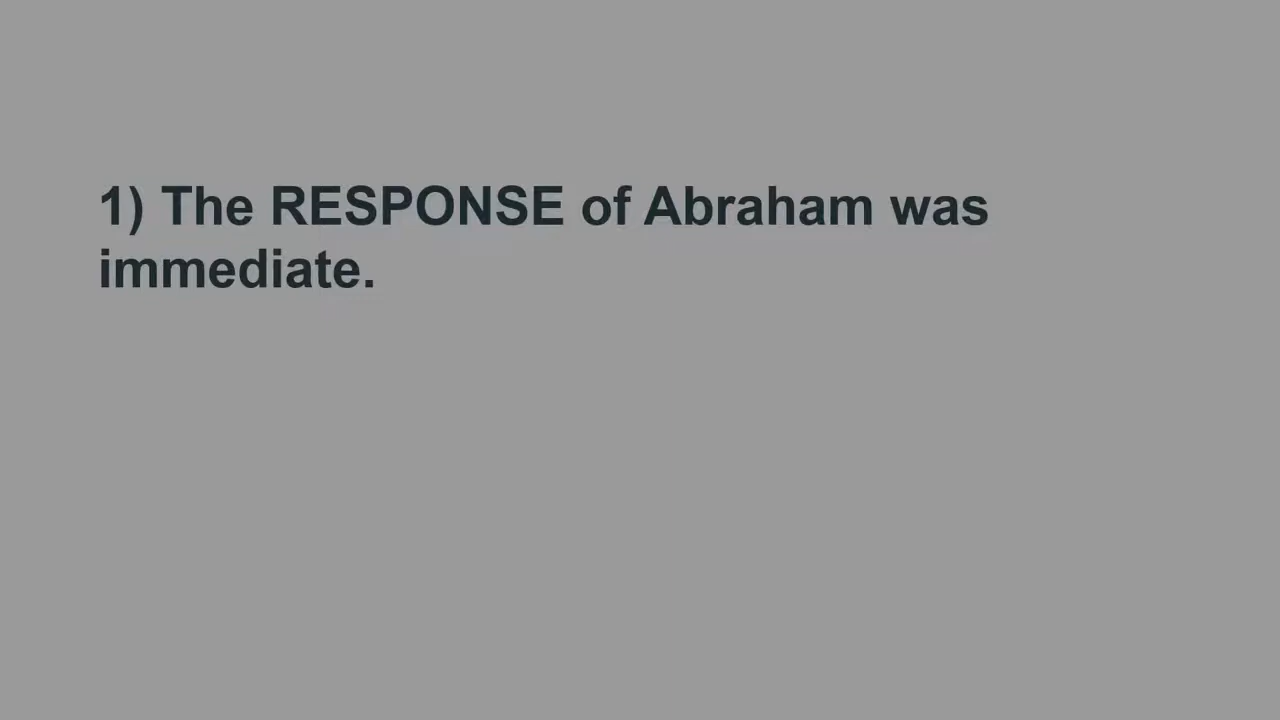 1) The RESPONSE of Abraham was
immediate.